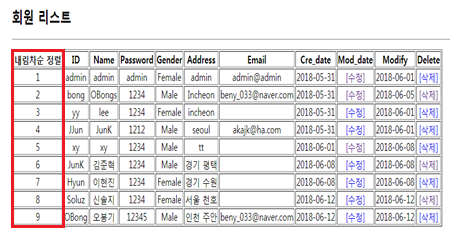 회원 리스트
내림차순 정렬 ID Name Password Gender Address Email Cre_date Mod_date Modify Delete
1 admin admin admin Female admin admin@admin 2018-05-31 [수정] 2018-06-01 [삭제]
2 bong OBongs 1234 Male Incheon beny_033@naver.com 2018-05-31 [수정] 2018-06-05 [삭제]
3 yy lee 1234 Female incheon 2018-05-31 [수정] 2018-06-01 [삭제]
4 JJun JunK 1212 Male seoul akajk@ha.com 2018-05-31 [수정] 2018-06-01 [삭제]
5 xy xy 1234 Male tt 2018-06-08 [수정] 2018-06-08 [삭제]
6 JunK 김준혁 1234 Male 경기 평택 2018-06-08 [수정] 2018-06-08 [삭제]
7 Hyun 이현진 1234 Female 경기 수원 2018-06-08 [수정] 2018-06-08 [삭제]
8 Soluz 신솔지 1234 Female 서울 천호 2018-06-12 [수정] 2018-06-12 [삭제]
9 OBong 오봉기 12345 Male 인천 주안 beny_033@naver.com 2018-06-12 [수정] 2018-06-12 [삭제]